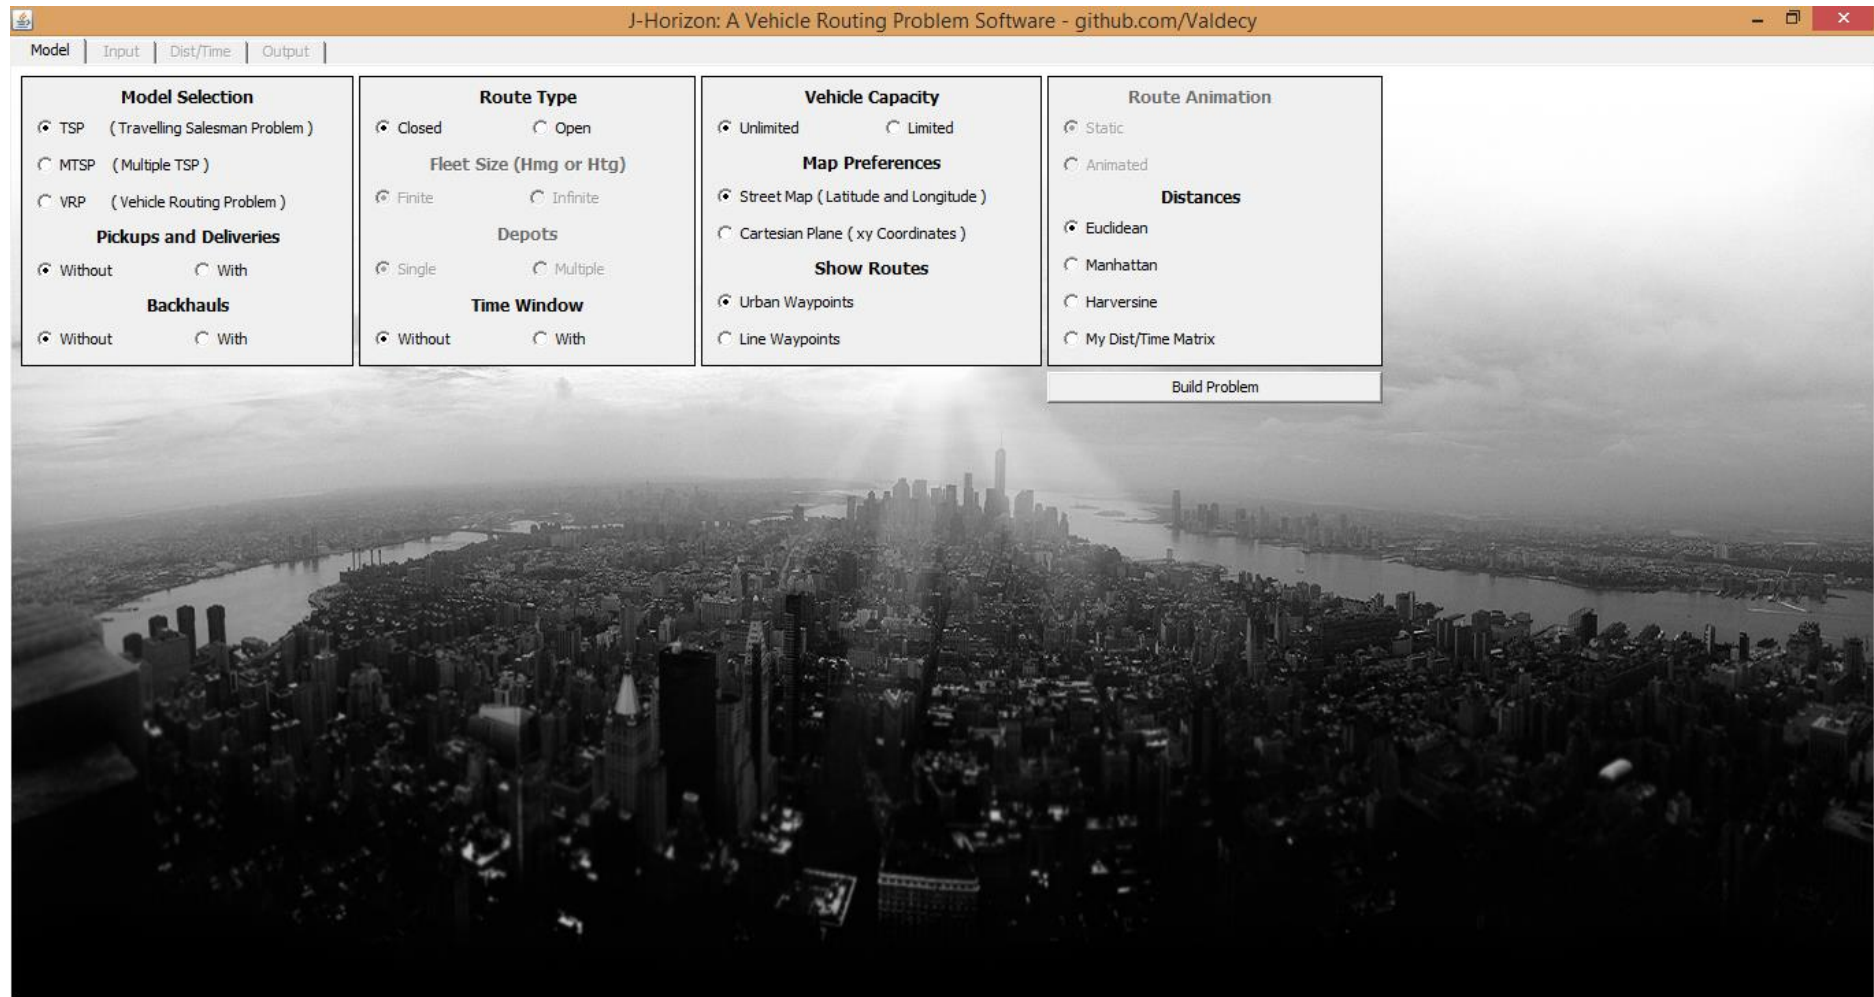 J-Horizon: A Vehicle Routing Problem Software - github.com/Valdecy
Model Input Dist/Time Output
Model Selection
TSP ( Travelling Salesman Problem )
MTSP ( Multiple TSP )
VRP ( Vehicle Routing Problem )
Pickups and Deliveries
Without With
Backhauls
Without With
Route Type
Closed Open
Fleet Size (Hmg or Htg)
Finite Infinite
Depots
Single Multiple
Time Window
Without With
Vehicle Capacity
Unlimited Limited
Map Preferences
Street Map ( Latitude and Longitude )
Cartesian Plane ( xy Coordinates )
Show Routes
Urban Waypoints
Line Waypoints
Route Animation
Static
Animated
Distances
Euclidean
Manhattan
Harversine
My Dist/Time Matrix
Build Problem